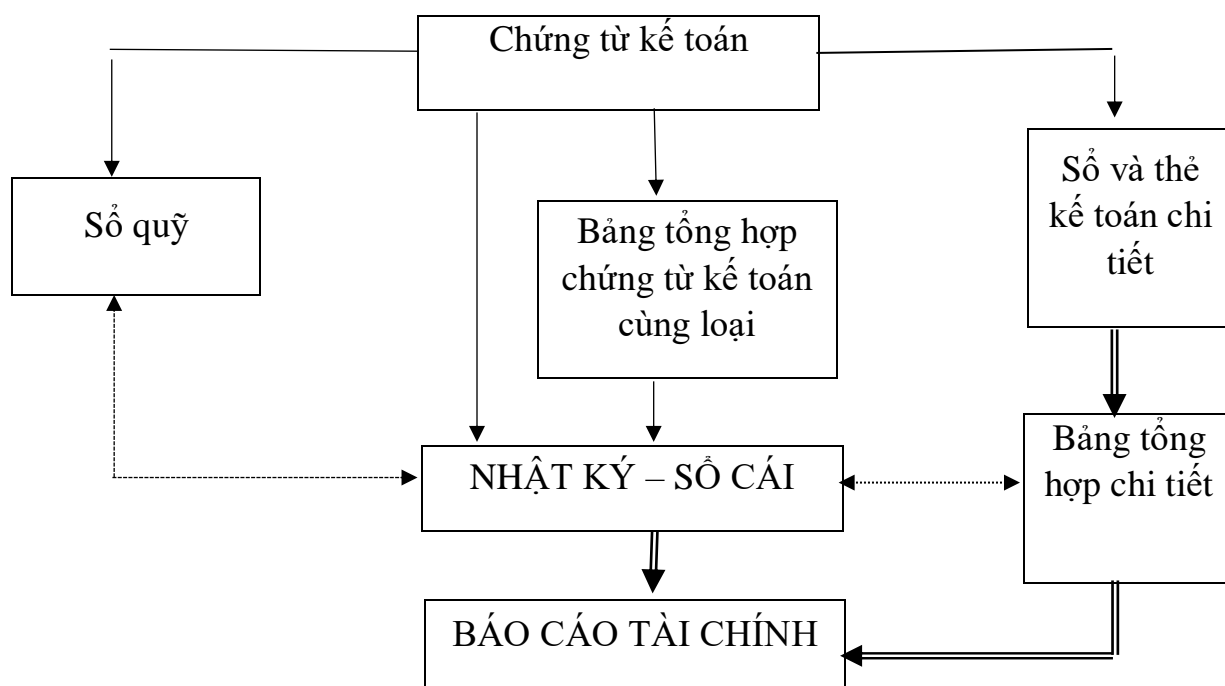 Chứng từ kế toán
Sổ quỹ
Bảng tổng hợp
chứng từ kế toán
cùng loại
Sổ và thẻ
kế toán chi
tiết
NHẬT KÝ – SỔ CÁI
Bảng tổng
hợp chi tiết
BÁO CÁO TÀI CHÍNH